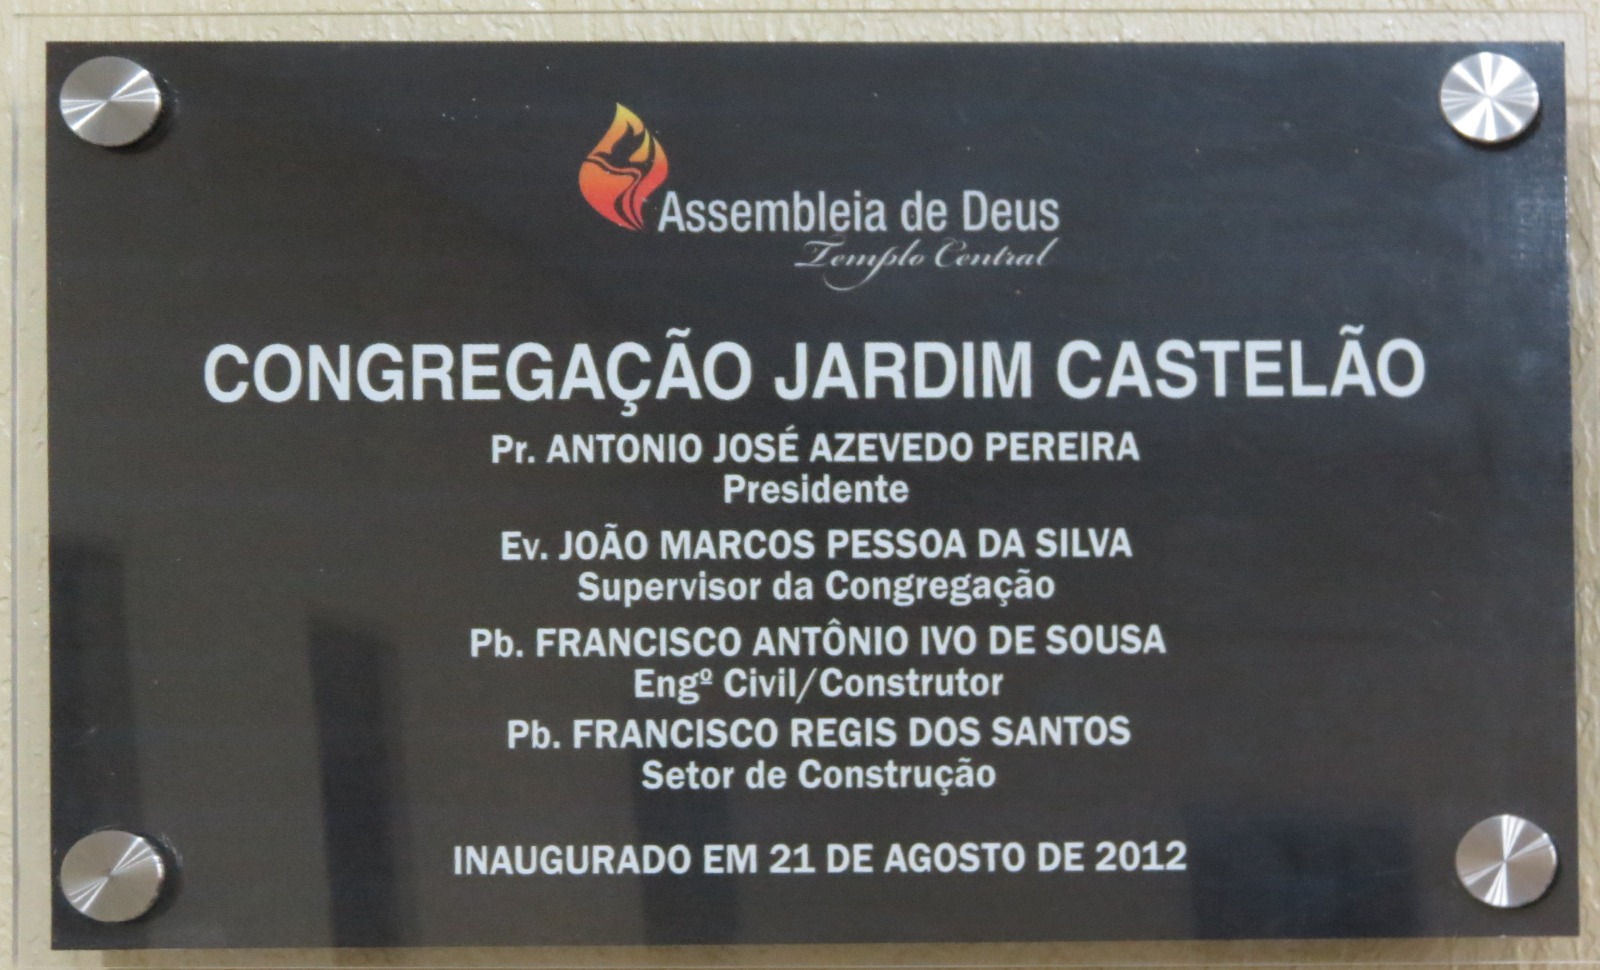 Assembleia de Deus
Templo Central
CONGREGAÇÃO JARDIM CASTELÃO
Pr. ANTONIO JOSÉ AZEVEDO PEREIRA
Presidente
Ev. JOÃO MARCOS PESSOA DA SILVA
Supervisor da Congregação
Pb. FRANCISCO ANTÔNIO IVO DE SOUSA
Engº Civil/Construtor
Pb. FRANCISCO REGIS DOS SANTOS
Setor de Construção
INAUGURADO EM 21 DE AGOSTO DE 2012